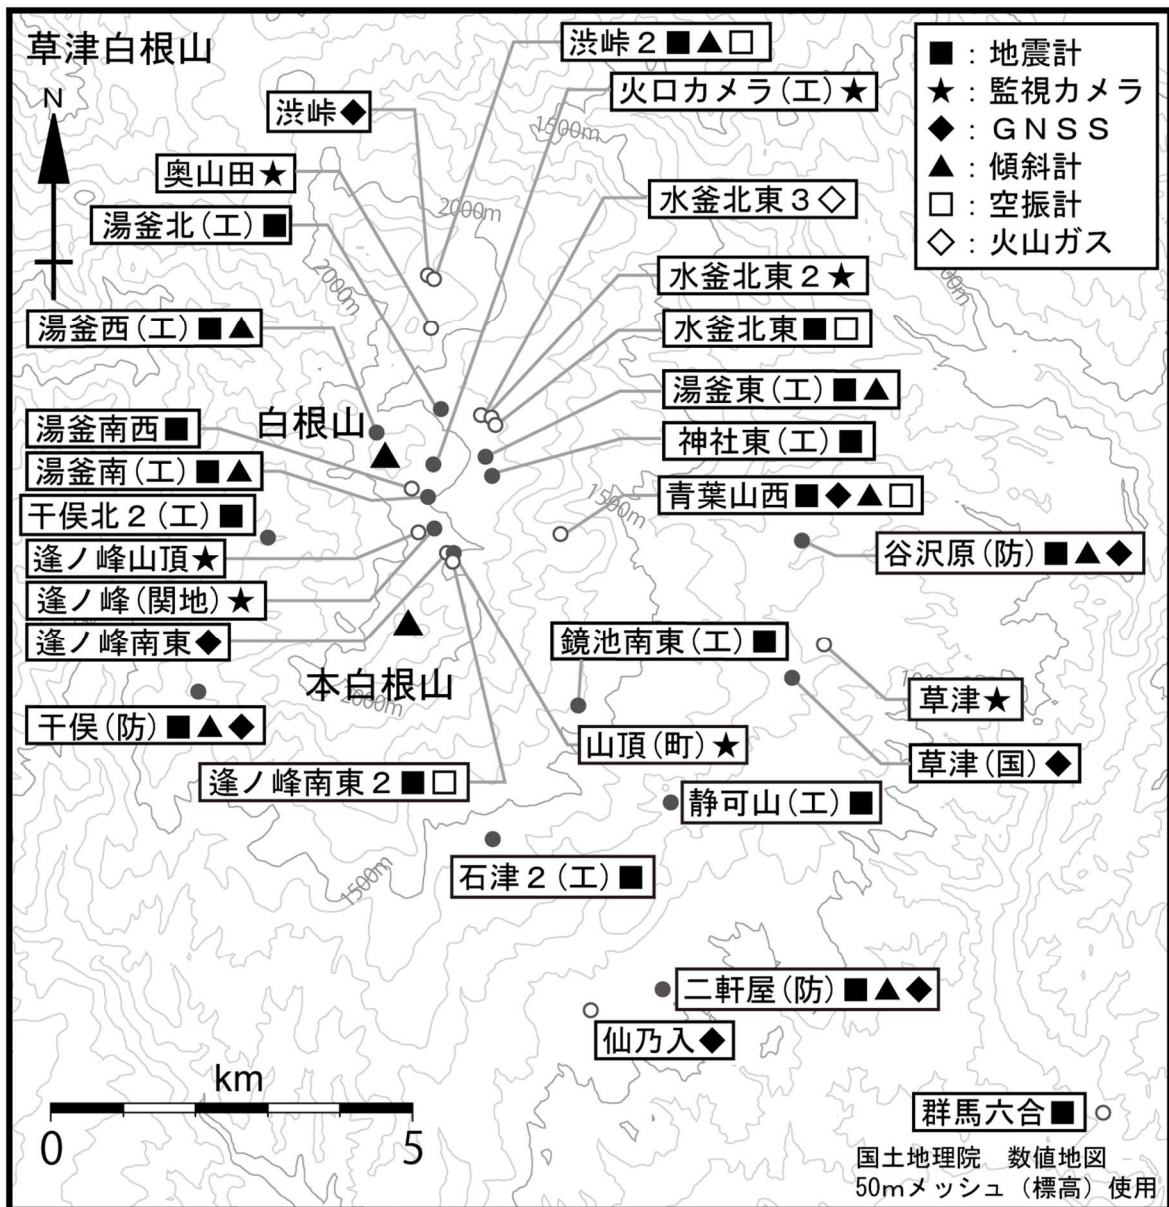 草津白根山
N
■：地震計
★：監視カメラ
◆：ＧＮＳＳ
▲：傾斜計
□：空振計
◇：火山ガス
渋峠２■▲□
火口カメラ(工)★
渋峠◆
1500m
奥山田★
2000m
水釜北東３◇
湯釜北(工)■
2000m
水釜北東２★
湯釜西(工)■▲
水釜北東■□
湯釜東(工)■▲
白根山
湯釜南西■
神社東(工)■
湯釜南(工)■▲
1500m
青葉山西■◆▲□
干俣北２(工)■
逢ノ峰山頂★
谷沢原(防)■▲◆
逢ノ峰(関地)★
逢ノ峰南東◆
鏡池南東(工)■
本白根山
2000m
草津★
干俣(防)■▲◆
山頂(町)★
草津(国)◆
逢ノ峰南東２■□
静可山(工)■
石津２(工)■
1500m
二軒屋(防)■▲◆
仙乃入◆
km
0
5
群馬六合■
国土地理院　数値地図
50mメッシュ（標高）使用